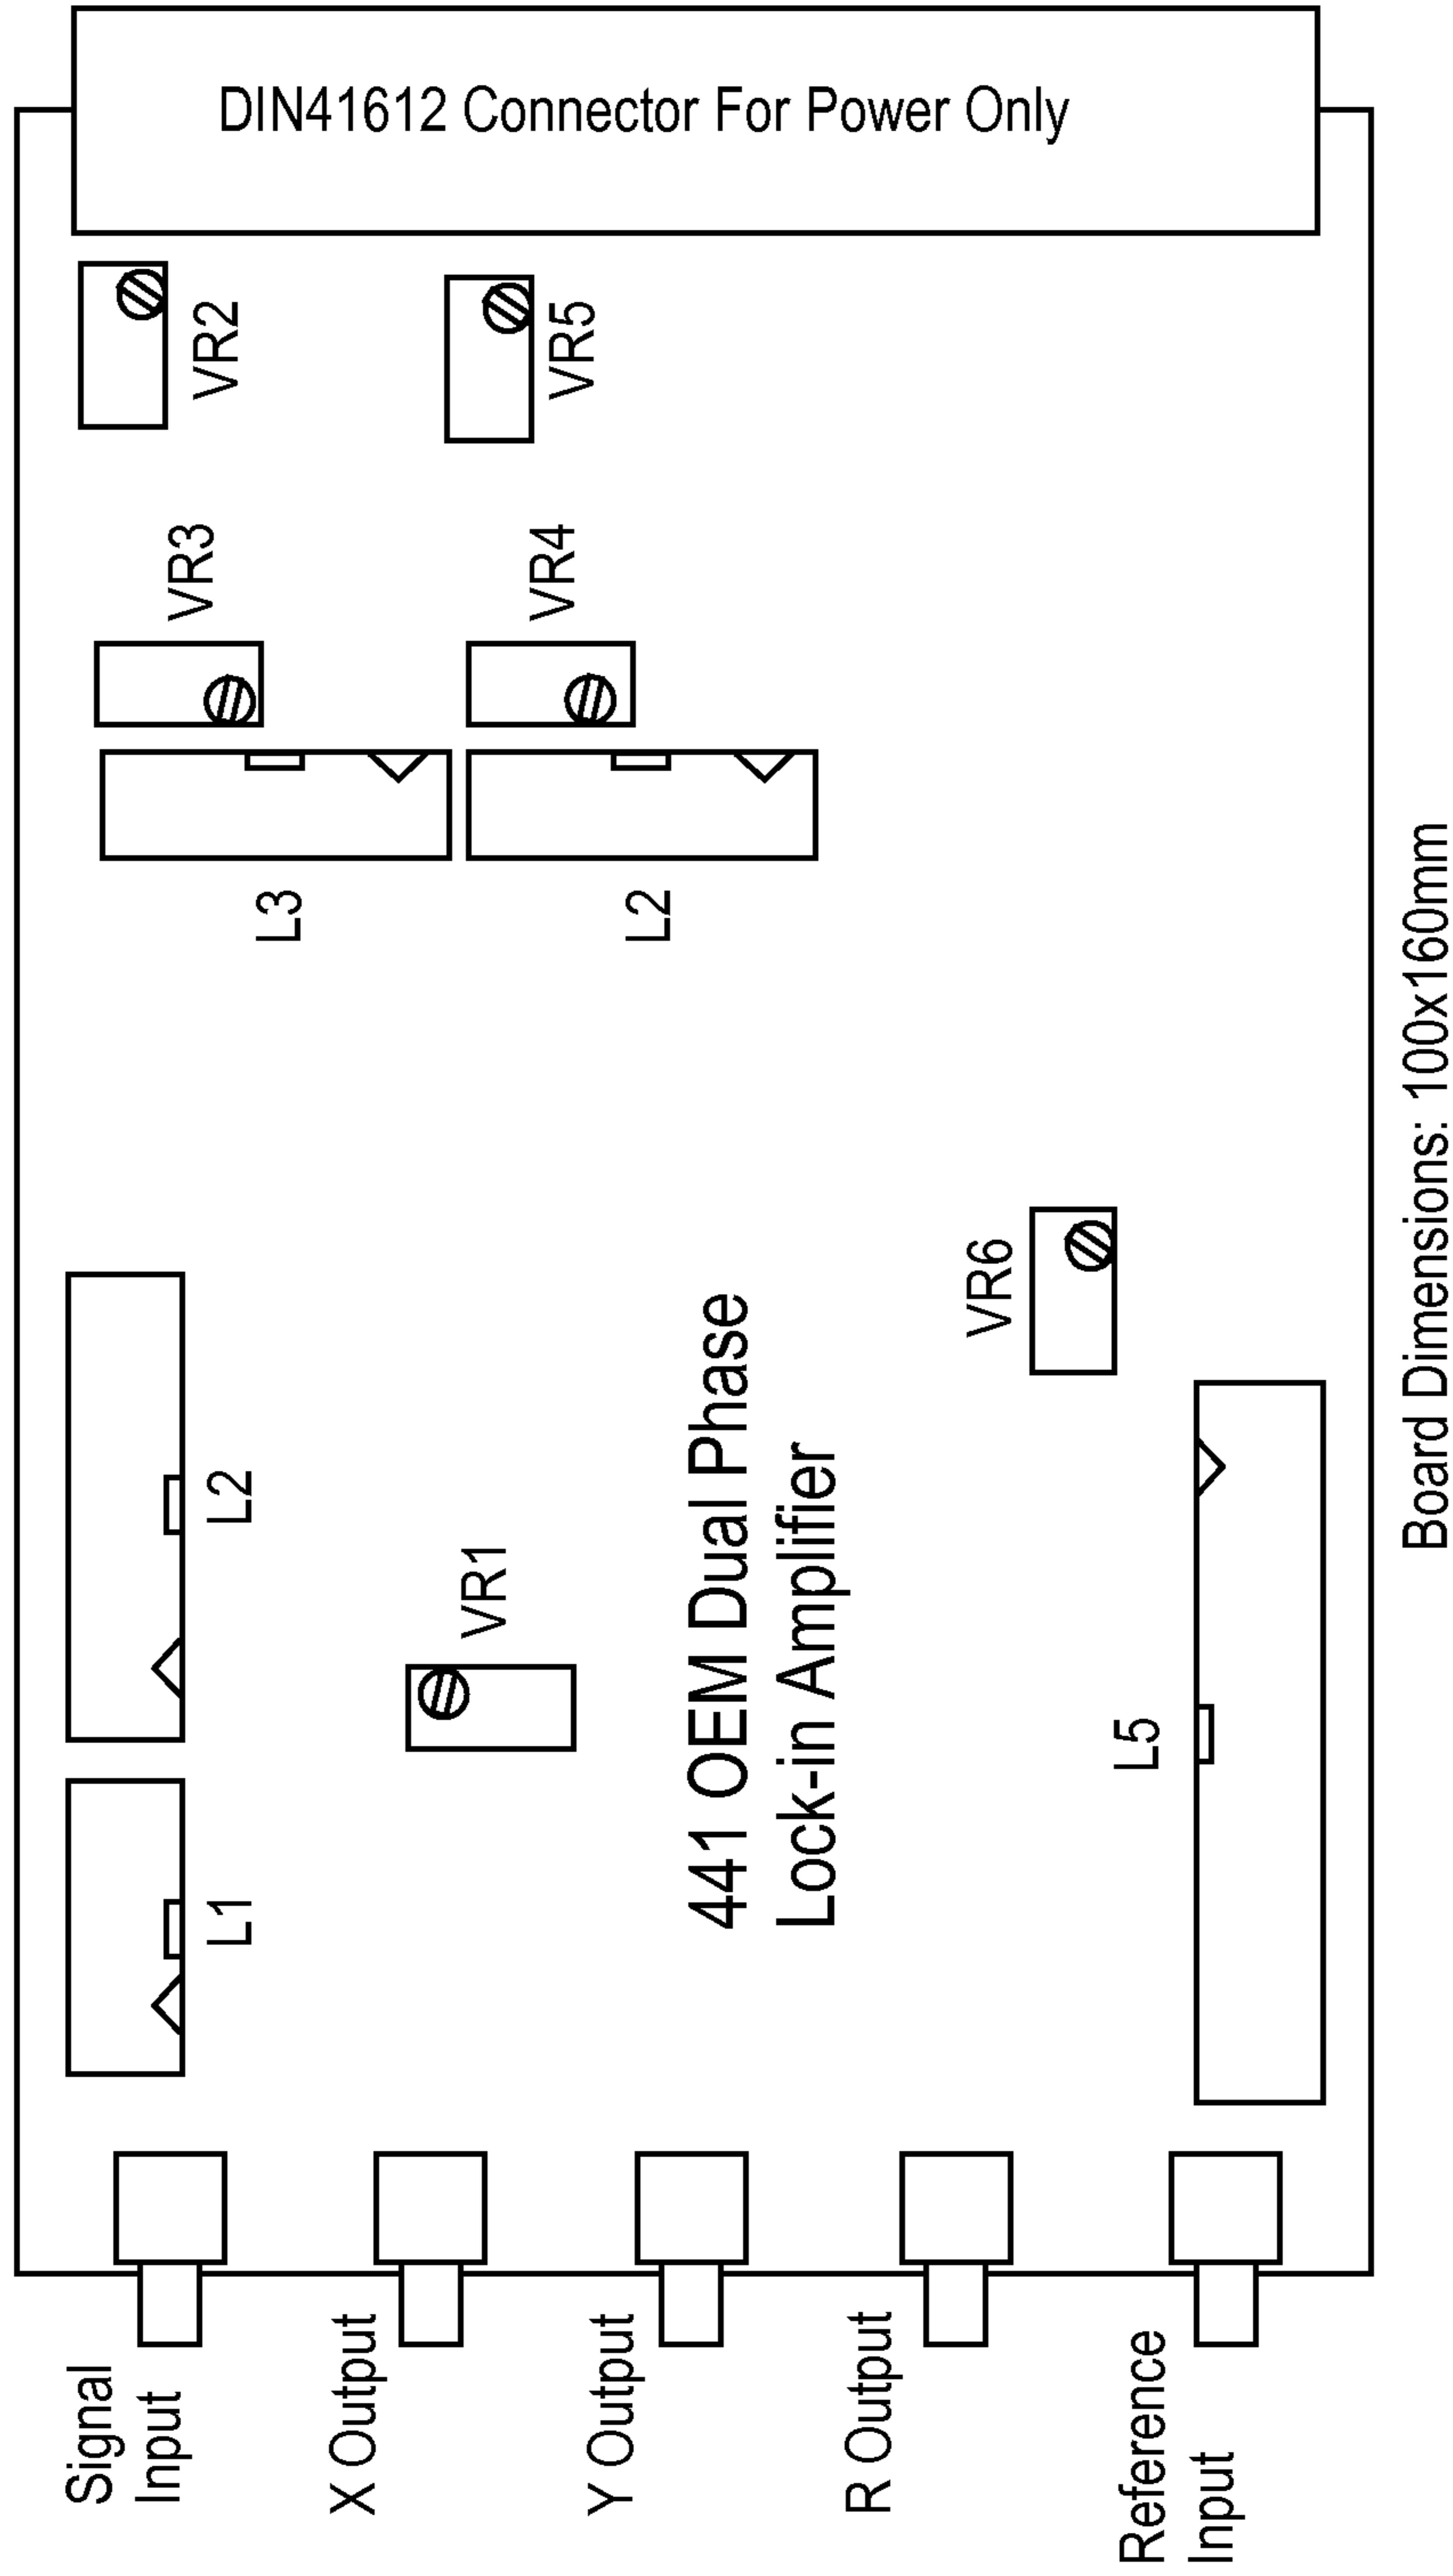 DIN41612 Connector For Power Only
VR2
VR5
VR3
VR4
L3
L2
L2
L1
VR1
VR6
L5
441 OEM Dual Phase
Lock-in Amplifier
Signal
Input
X Output
Y Output
R Output
Reference
Input
Board Dimensions: 100x160mm